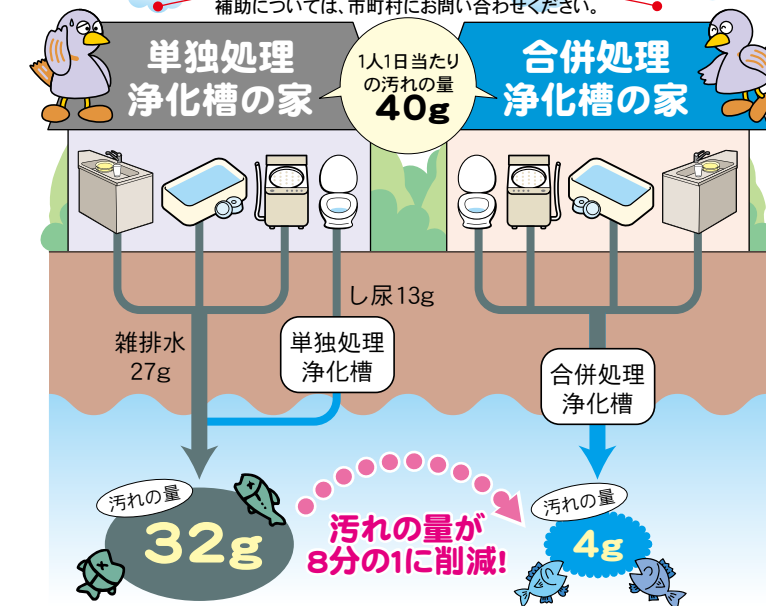 補助については、市町村にお問い合わせください。
単独処理
浄化槽の家
1人1日当たり
の汚れの量
40g
合併処理
浄化槽の家
し尿13g
雑排水
27g
単独処理
浄化槽
合併処理
浄化槽
汚れの量
32g
汚れの量が
8分の1に削減!
汚れの量
4g